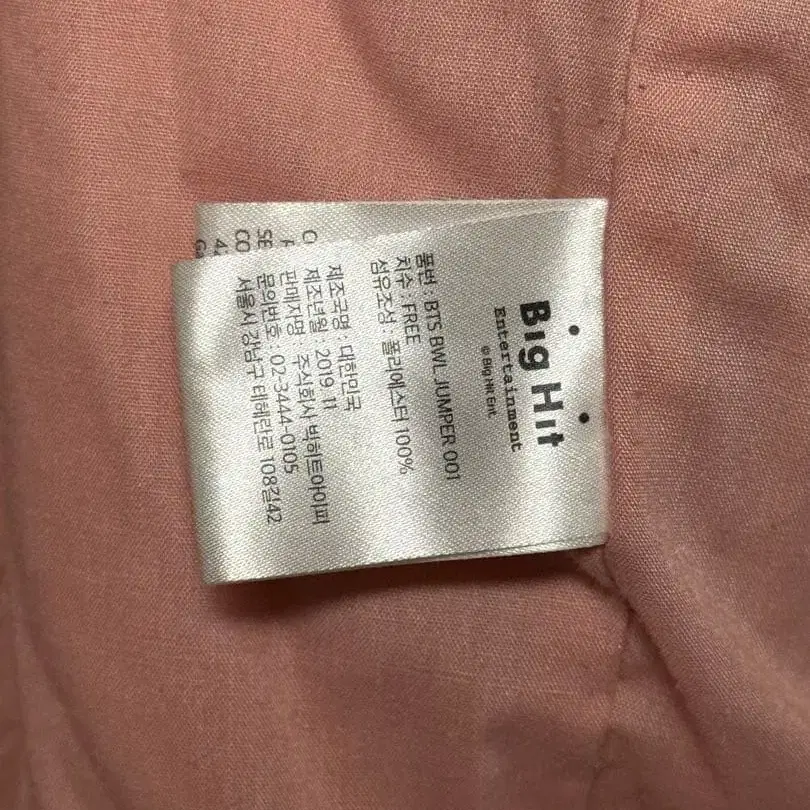 Big Hit
Entertainment
© Big Hit Ent
품번 : BTS BWL JUMPER 001
치수 : FREE
섬유조성 : 폴리에스터 100%
제조국명 : 대한민국
제조년월 : 2019. 11
판매자명 주식회사 빅히트아이피
문의번호 : 02-3444-0105
서울시 강남구 테헤란로 108길42